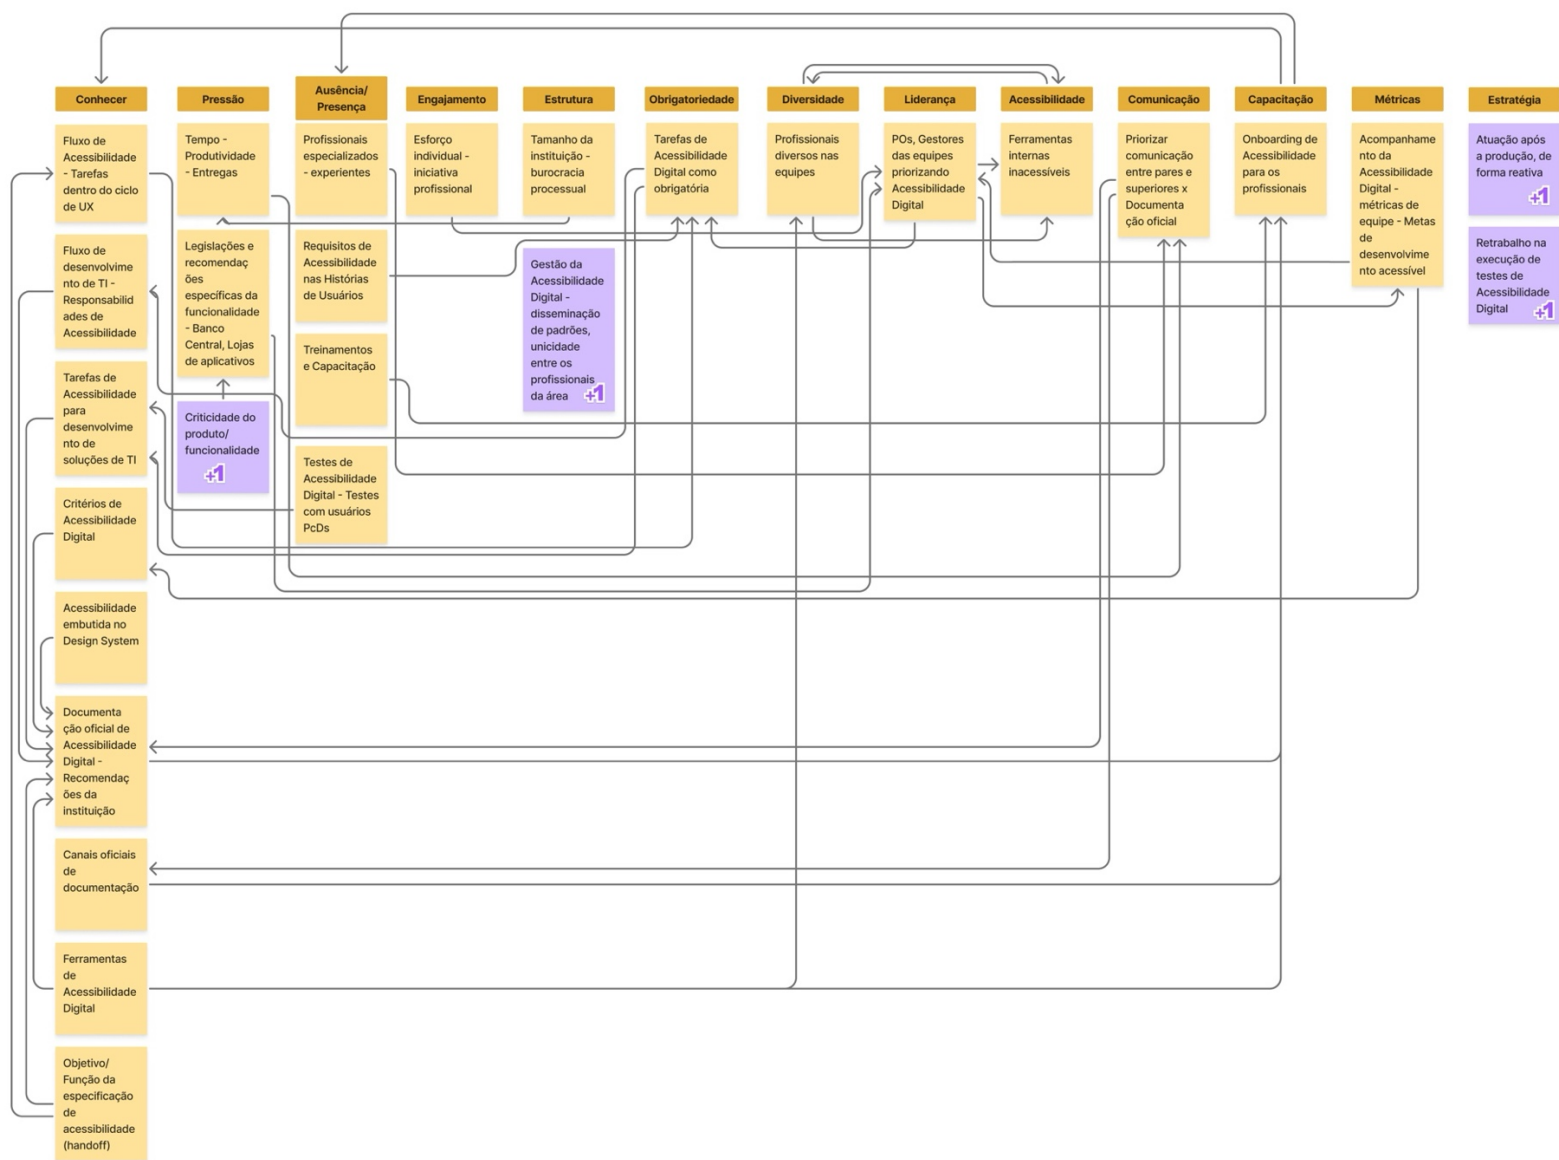 Conhecer
Fluxo de
Acessibilidade
- Tarefas
dentro do ciclo
de UX
Fluxo de
desenvolvime
nto de TI -
Responsabilid
ades de
Acessibilidade
Tarefas de
Acessibilidade
para
desenvolvime
nto de
soluções de TI
Critérios de
Acessibilidade
Digital
Acessibilidade
embutida no
Design System
Documenta
ção oficial de
Acessibilidade
Digital -
Recomendaç
ões da
instituição
Canais oficiais
de
documentação
Ferramentas
de
Acessibilidade
Digital
Objetivo/
Função da
especificação
de
acessibilidade
(handoff)
Pressão
Tempo -
Produtividade
- Entregas
Legislações e
recomendaç
ões
específicas da
funcionalidade
- Banco
Central, Lojas
de aplicativos
Criticidade do
produto/
funcionalidade
+1
Ausência/
Presença
Profissionais
especializados
- experientes
Requisitos de
Acessibilidade
nas Histórias
de Usuários
Treinamentos
e Capacitação
Testes de
Acessibilidade
Digital - Testes
com usuários
PcDs
Engajamento
Esforço
individual -
iniciativa
profissional
Estrutura
Tamanho da
instituição -
burocracia
processual
Gestão da
Acessibilidade
Digital -
disseminação
de padrões,
unicidade
entre os
profissionais
da área
+1
Obrigatoriedade
Tarefas de
Acessibilidade
Digital como
obrigatória
Diversidade
Profissionais
diversos nas
equipes
Liderança
POs, Gestores
das equipes
priorizando
Acessibilidade
Digital
Acessibilidade
Ferramentas
internas
inacessíveis
Comunicação
Priorizar
comunicação
entre pares e
superiores x
Documenta
ção oficial
Capacitação
Onboarding de
Acessibilidade
para os
profissionais
Métricas
Acompanhame
nto da
Acessibilidade
Digital -
métricas de
equipe - Metas
de
desenvolvime
nto acessível
Estratégia
Atuação após
a produção, de
forma reativa
+1
Retrabalho na
execução de
testes de
Acessibilidade
Digital
+1